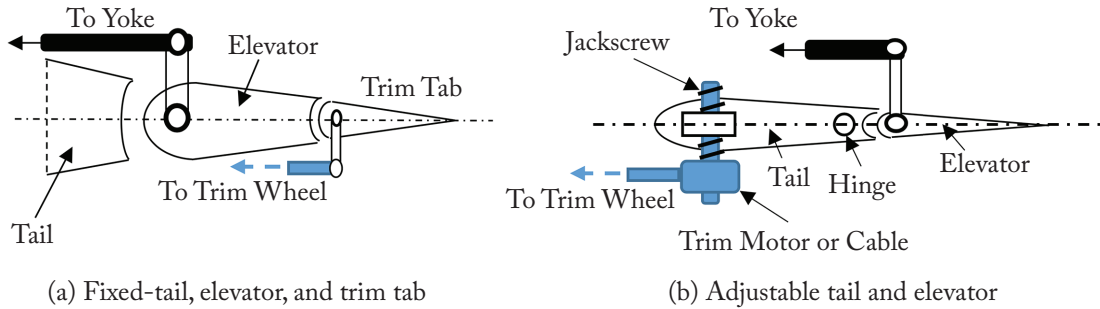 To Yoke
Elevator
Trim Tab
To Trim Wheel
Tail
(a) Fixed-tail, elevator, and trim tab
To Yoke
Jackscrew
Tail
Hinge
Elevator
To Trim Wheel
Trim Motor or Cable
(b) Adjustable tail and elevator